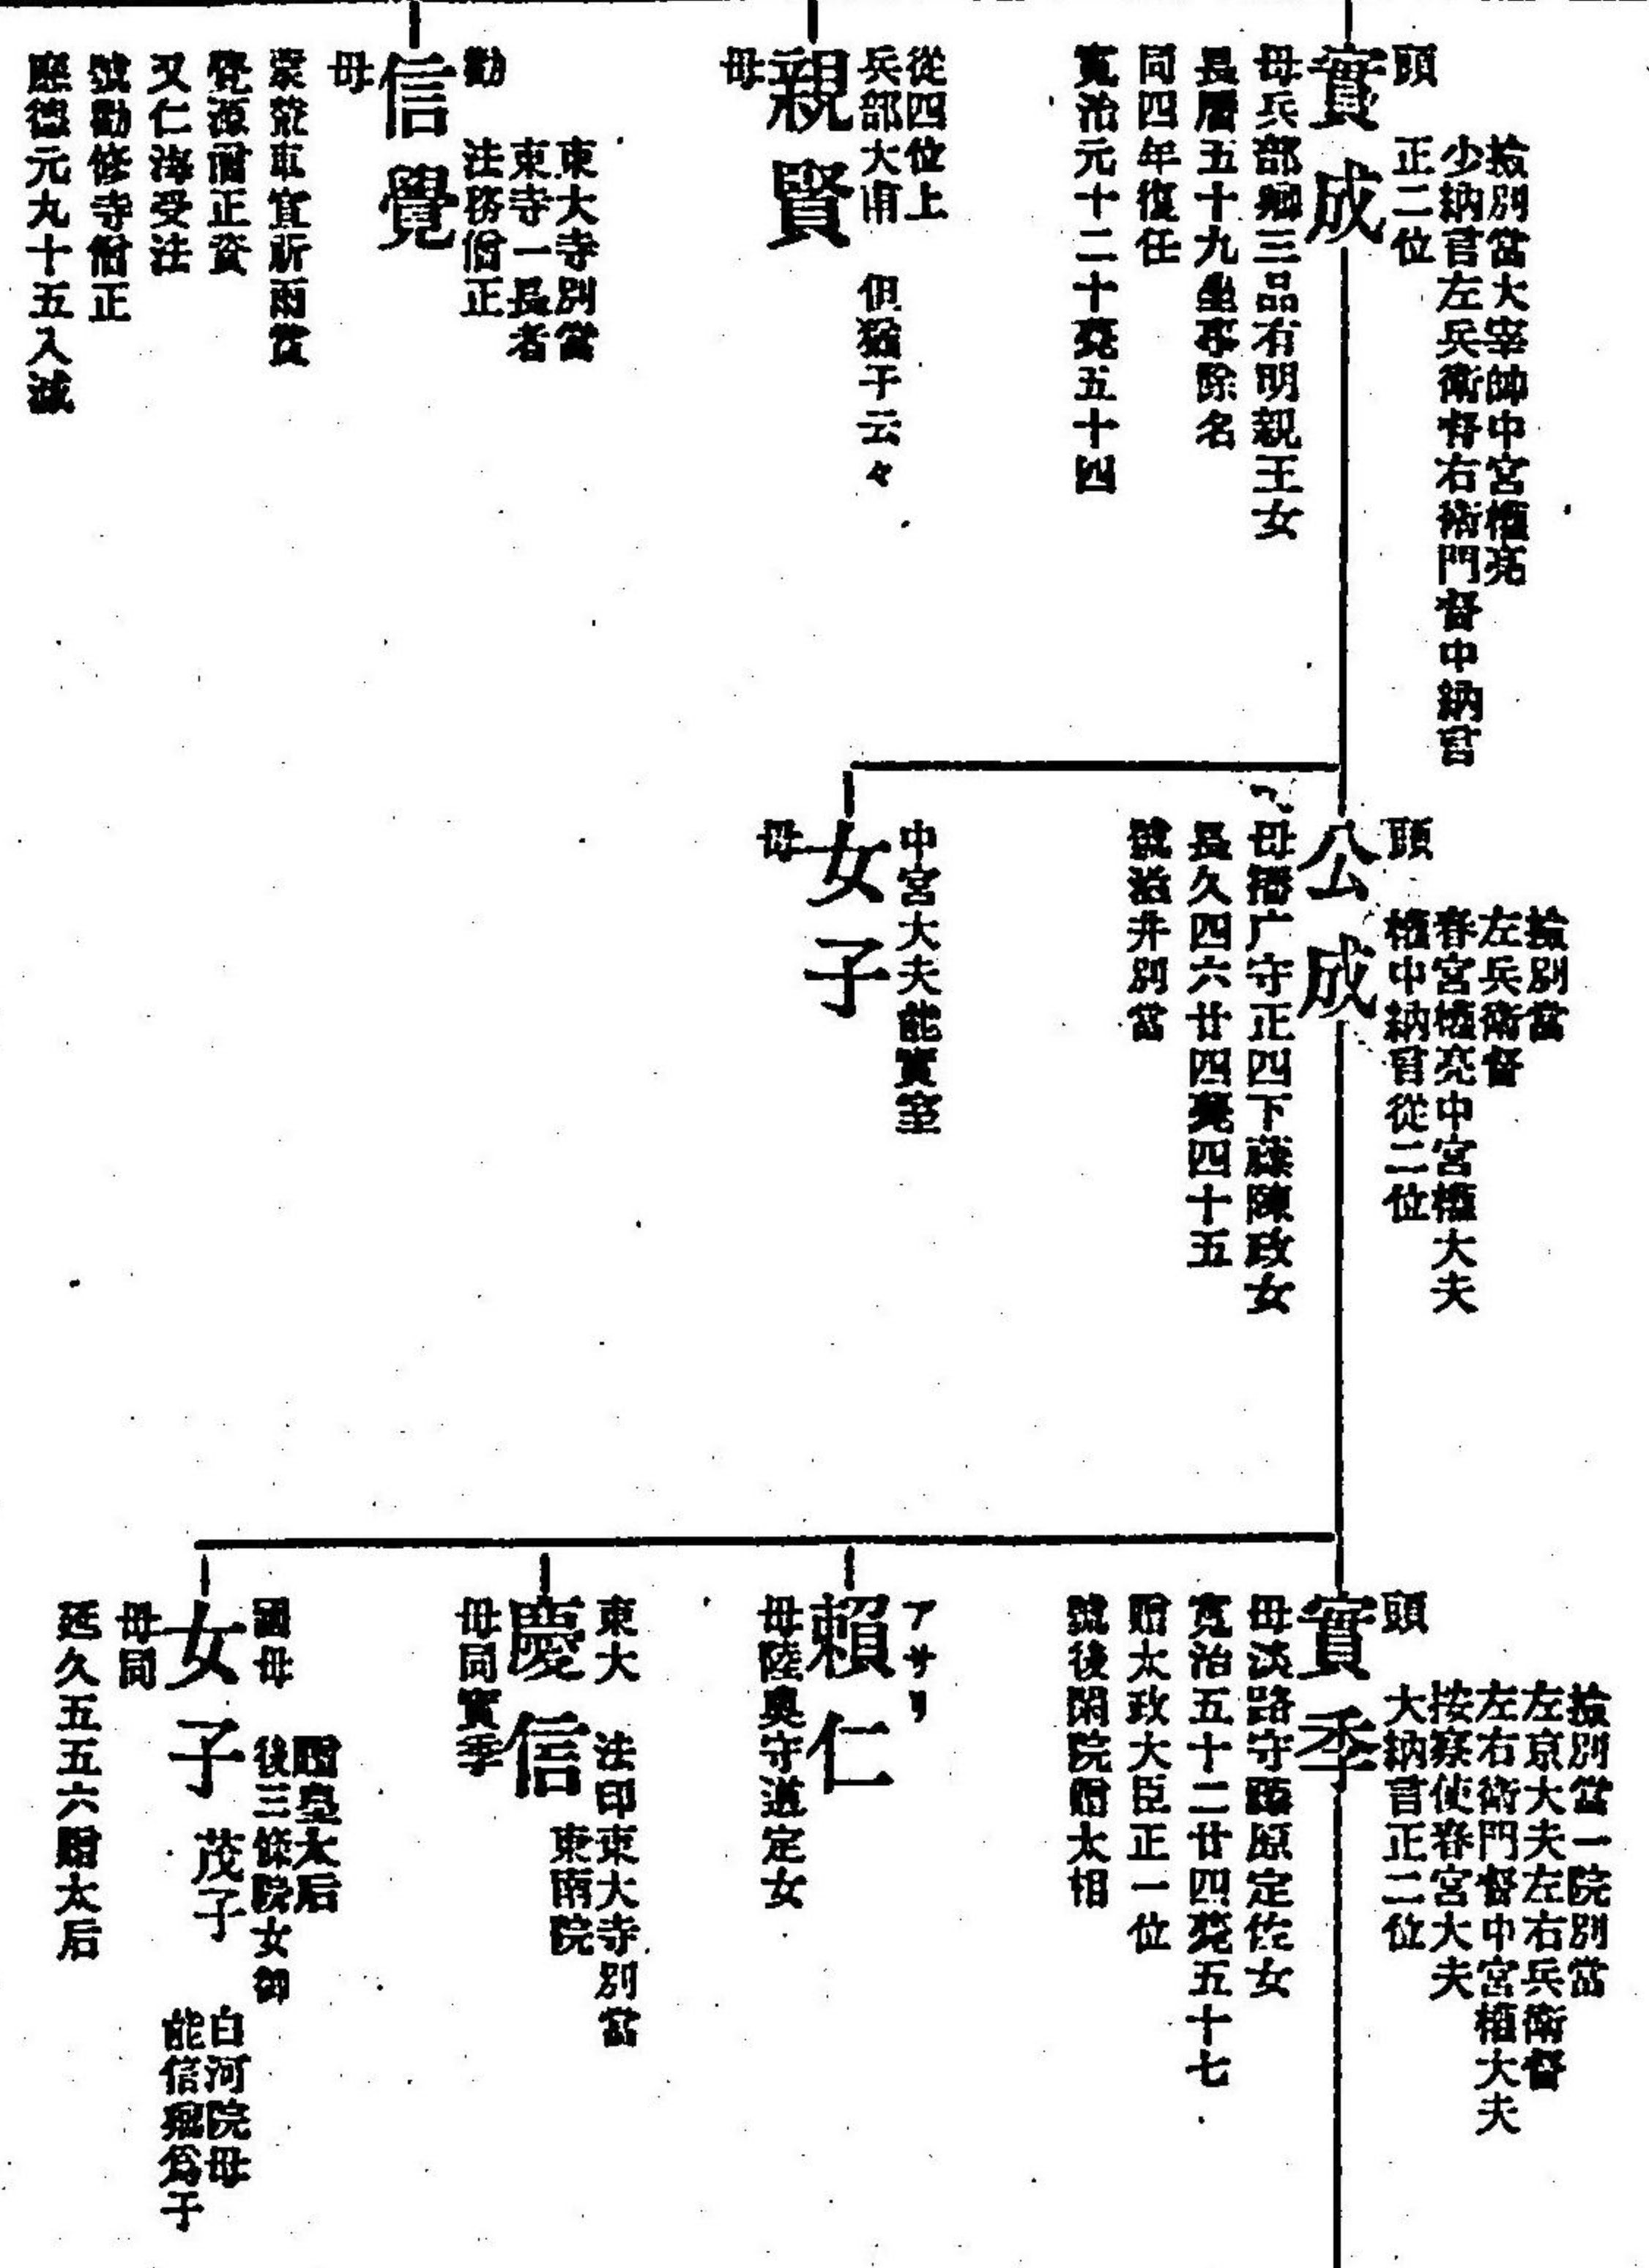 撿別當大宰帥中宮權亮
少納言左兵衛督右衛門督中納言
頭 正二位
實成
母兵部卿三品有明親王女
長曆五十九坐事除名
同四年復任
寬治元十二十薨五十四
從四位上
兵部大甫 但猶子云々
親賢
母
東大寺別當
東寺一長者
勸 法務僧正
信覺
母
蒙輦車宣祈雨賞
覺源僧正資
又仁海受法
號勸修寺僧正
應德元九十五入滅
撿別當
左兵衛督
春宮權亮中宮權大夫
頭 權中納言從二位
公成
母播广守正四下藤陳政女
長久四六廿四薨四十五
號滋井別當
中宮大夫能實室
女子
母
撿別當一院別當
左京大夫左右兵衛督
左右衛門督中宮權大夫
按察使春宮大夫
頭 大納言正二位
實季
母淡路守藤原定佐女
寬治五十二廿四薨五十七
贈太政大臣正一位
號後閑院贈太相
アサリ
賴仁
母陸奧守道定女
東大 法印東大寺別當
東南院
慶信
母同實季
贈皇太后
國母 後三條院女御
白河院母
女子 茂子 能信卿爲子
母同
延久五五六贈太后